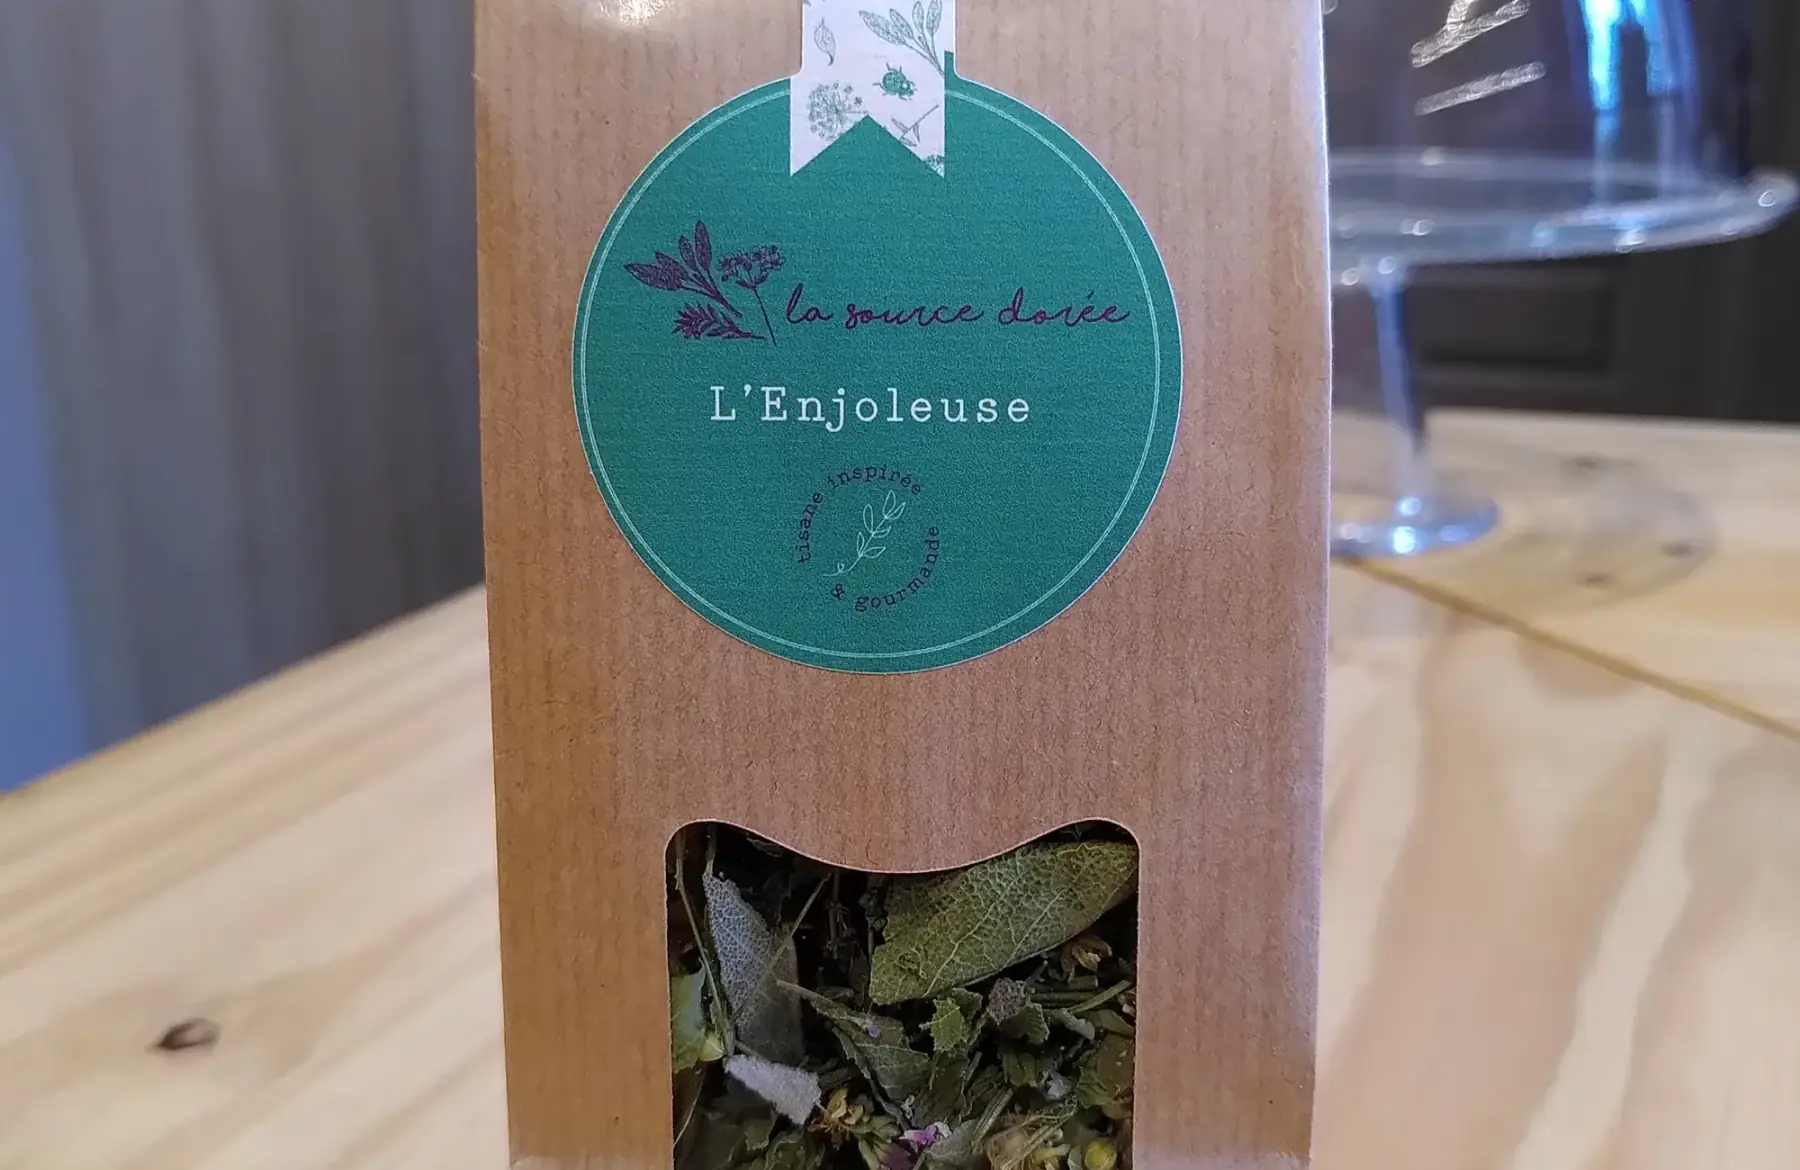 la source dorée
L'Enjoleuse
tisane inspirée
& gourmande